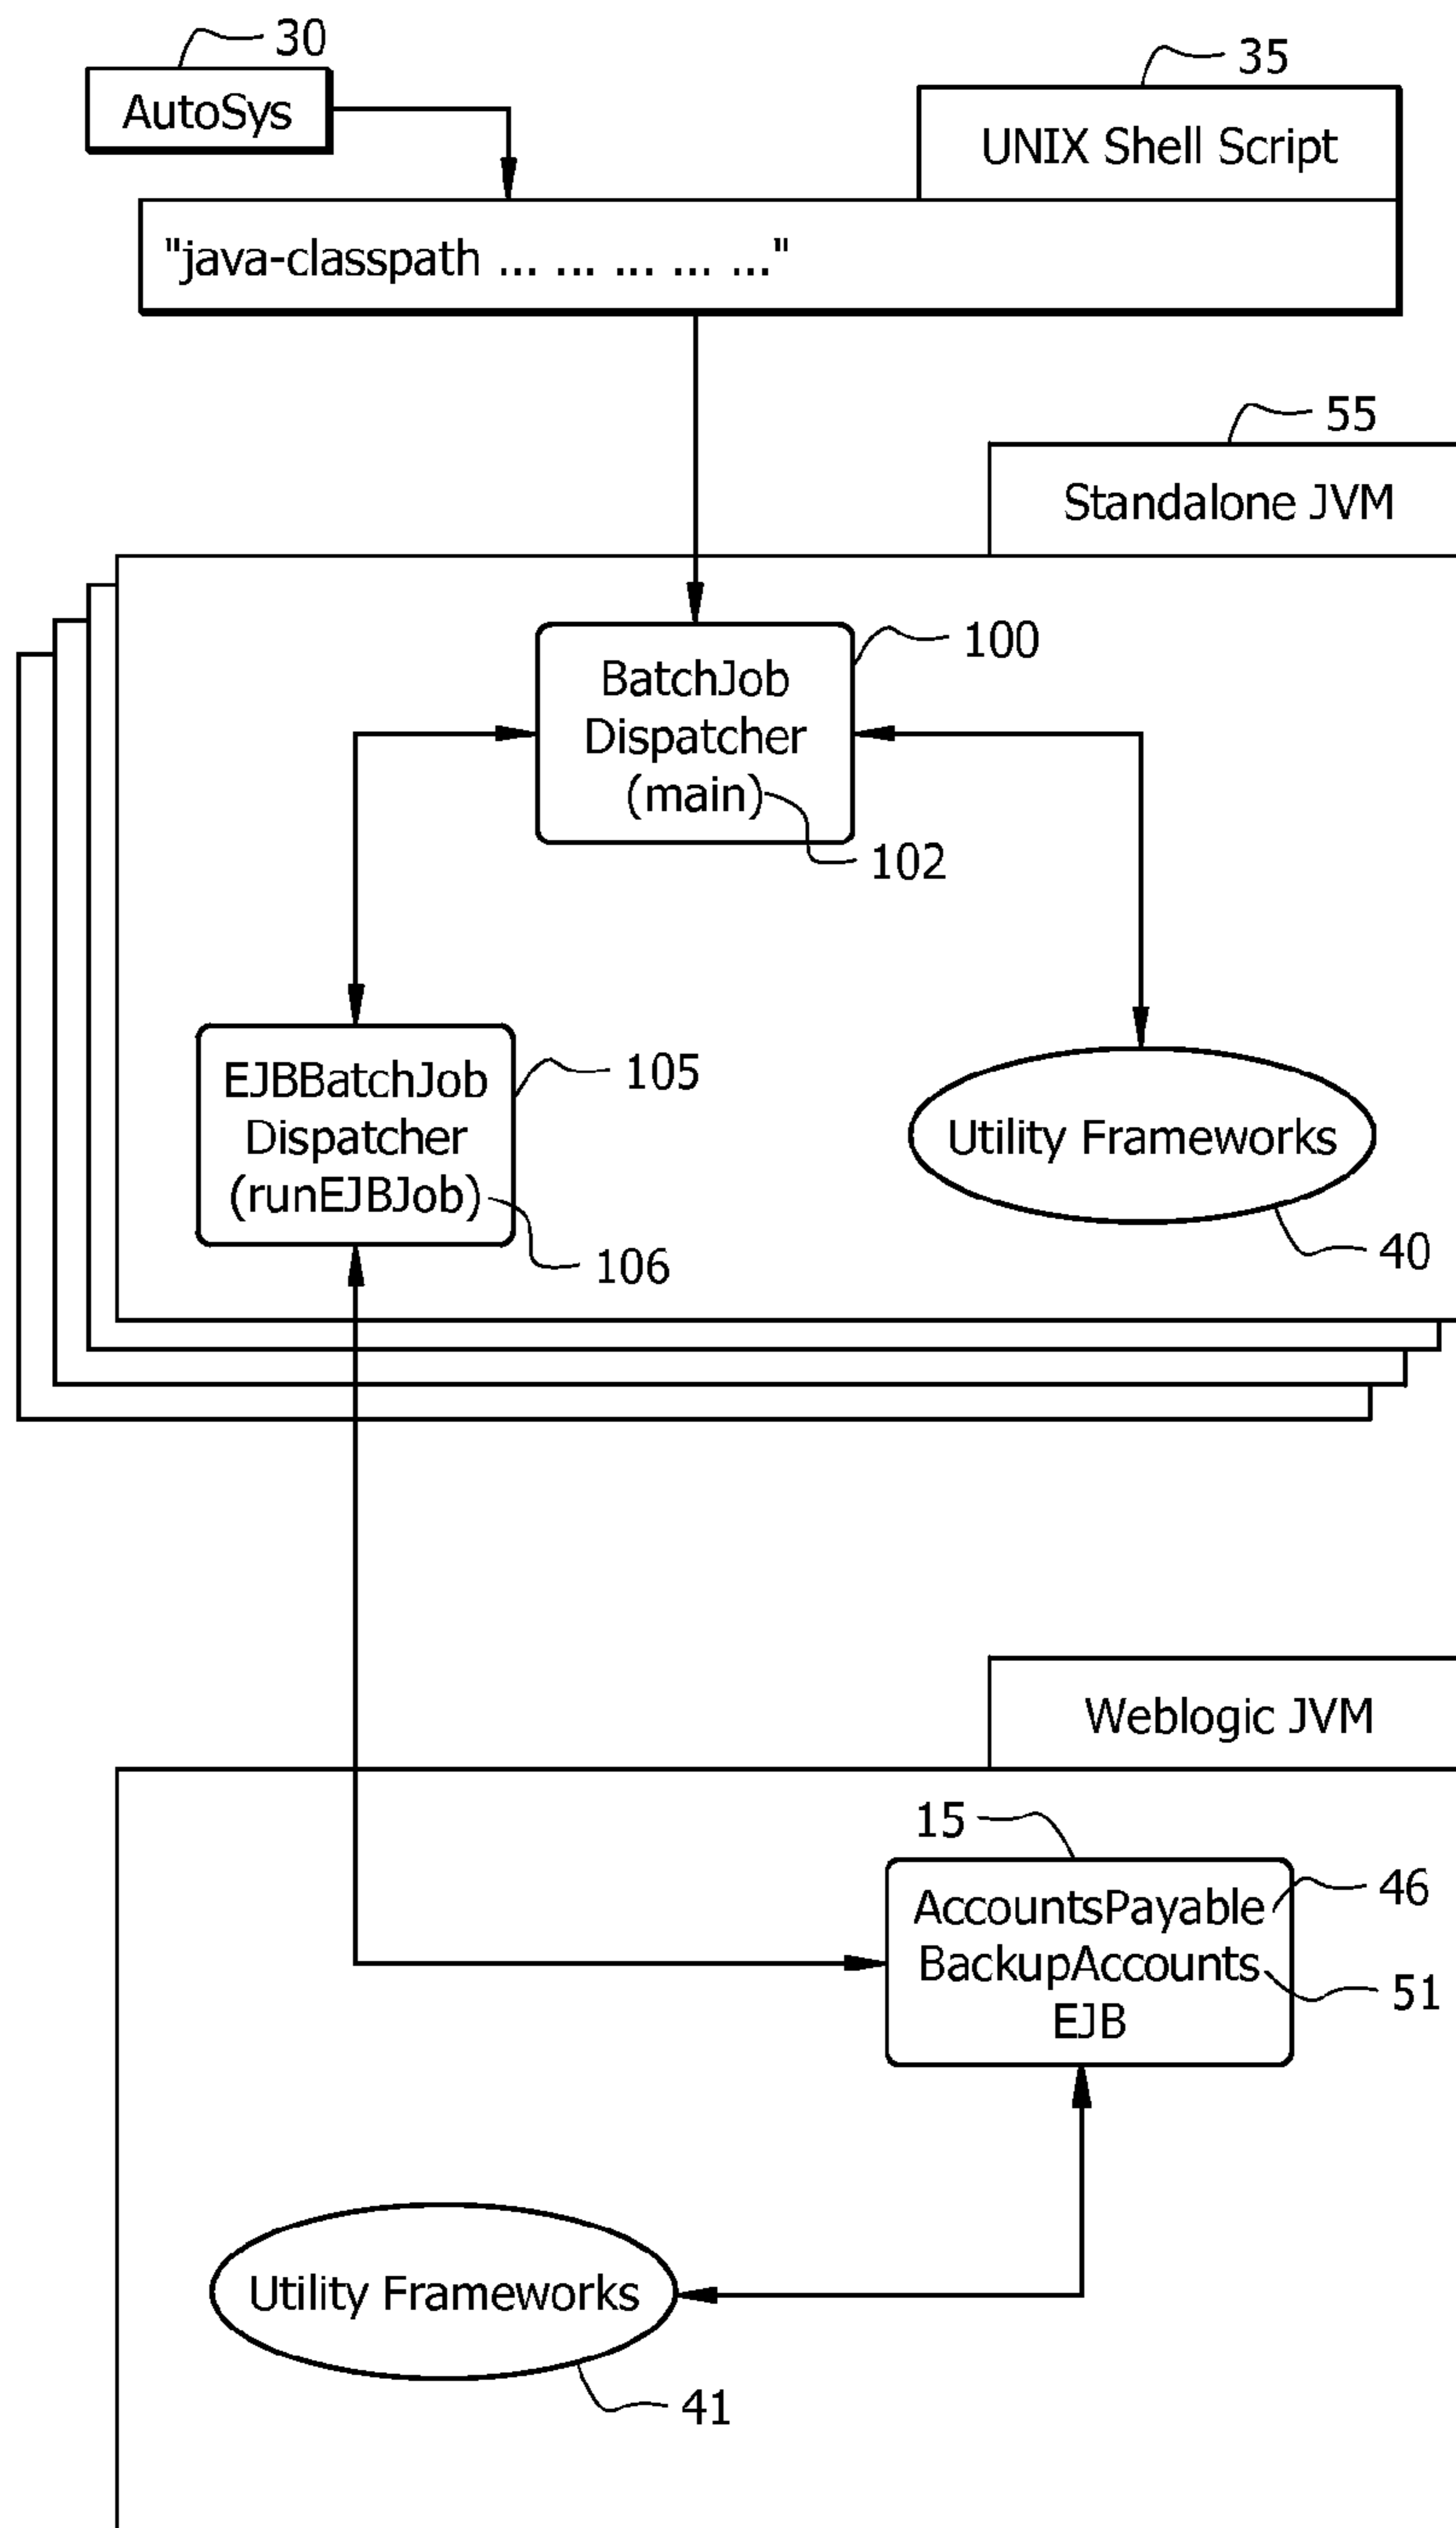 30
AutoSys
35
UNIX Shell Script
"java-classpath ... ... ... ... ..."
55
Standalone JVM
100
BatchJob
Dispatcher
(main)
102
EJBBatchJob
Dispatcher
(runEJBJob)
105
106
Utility Frameworks
40
Weblogic JVM
15
AccountsPayable
46
BackupAccounts
51
EJB
Utility Frameworks
41